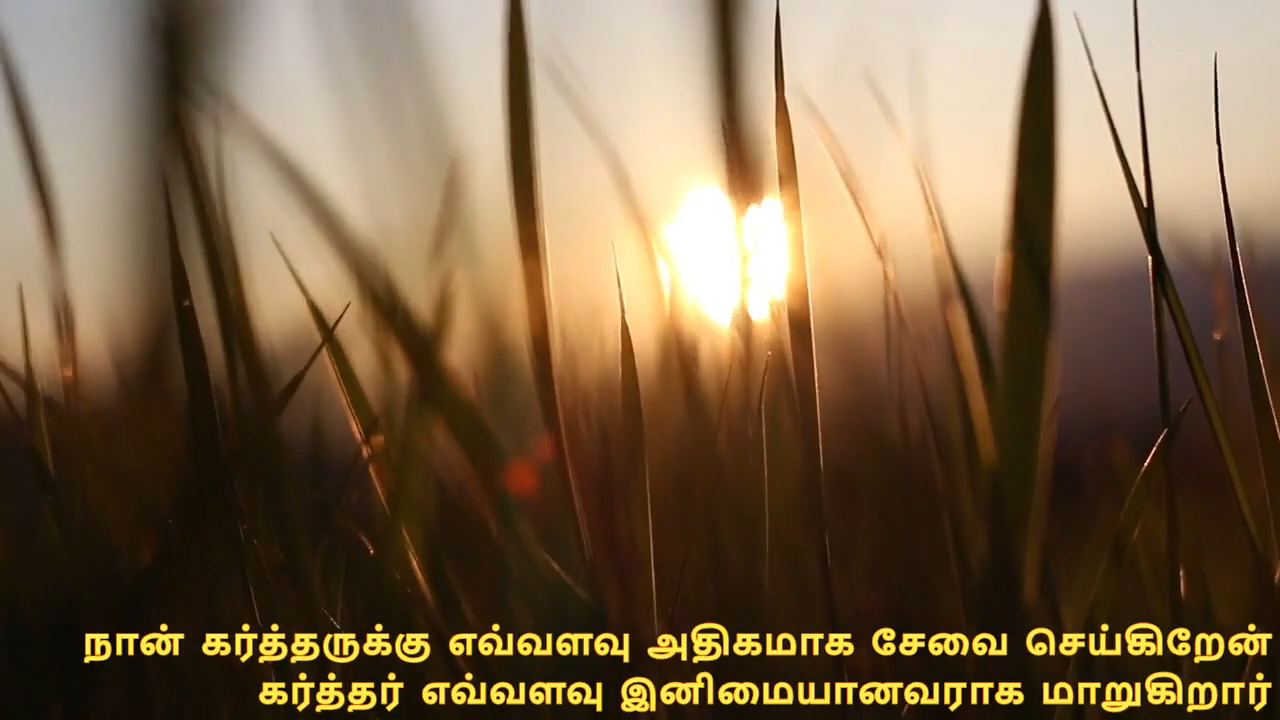 நான் கர்த்தருக்கு எவ்வளவு அதிகமாக சேவை செய்கிறேன்
கர்த்தர் எவ்வளவு இனிமையானவராக மாறுகிறார்